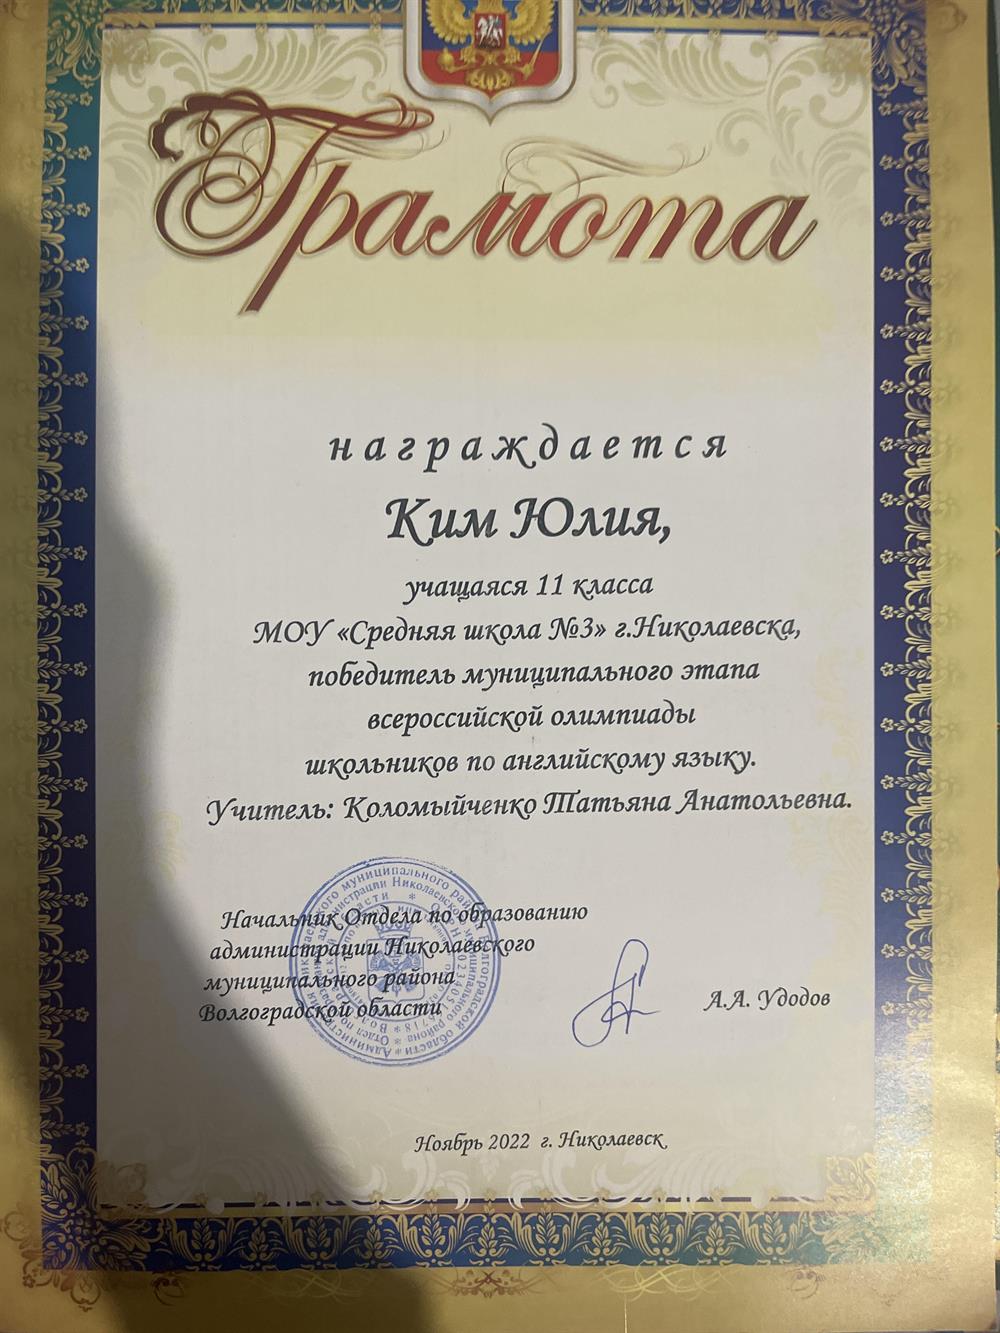 Грамота
награждается
Ким Юлия,
учащаяся 11 класса
МОУ «Средняя школа №3» г.Николаевска,
победитель муниципального этапа
всероссийской олимпиады
школьников по английскому языку.
Учитель: Коломыйченко Татьяна Анатольевна.
Начальник Отдела по образованию
администрации Николаевского
муниципального района
Волгоградской области
А.А. Удодов
Ноябрь 2022 г. Николаевск